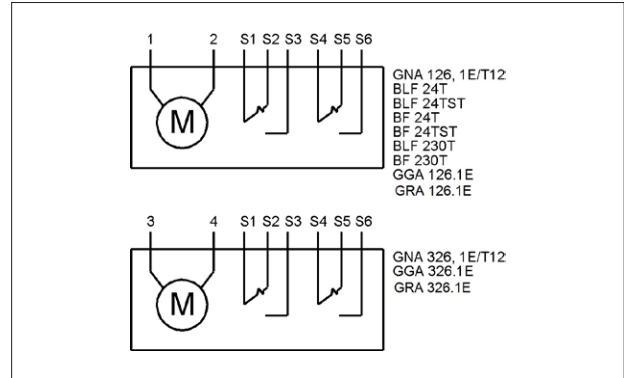 1 2 S1 S2 S3 S4 S5 S6
GNA 126, 1E/T12
BLF 24T
BLF 24TST
BF 24T
BF 24TST
BLF 230T
BF 230T
GGA 126.1E
GRA 126.1E
M
3 4 S1 S2 S3 S4 S5 S6
GNA 326, 1E/T12
GGA 326.1E
GRA 326.1E
M